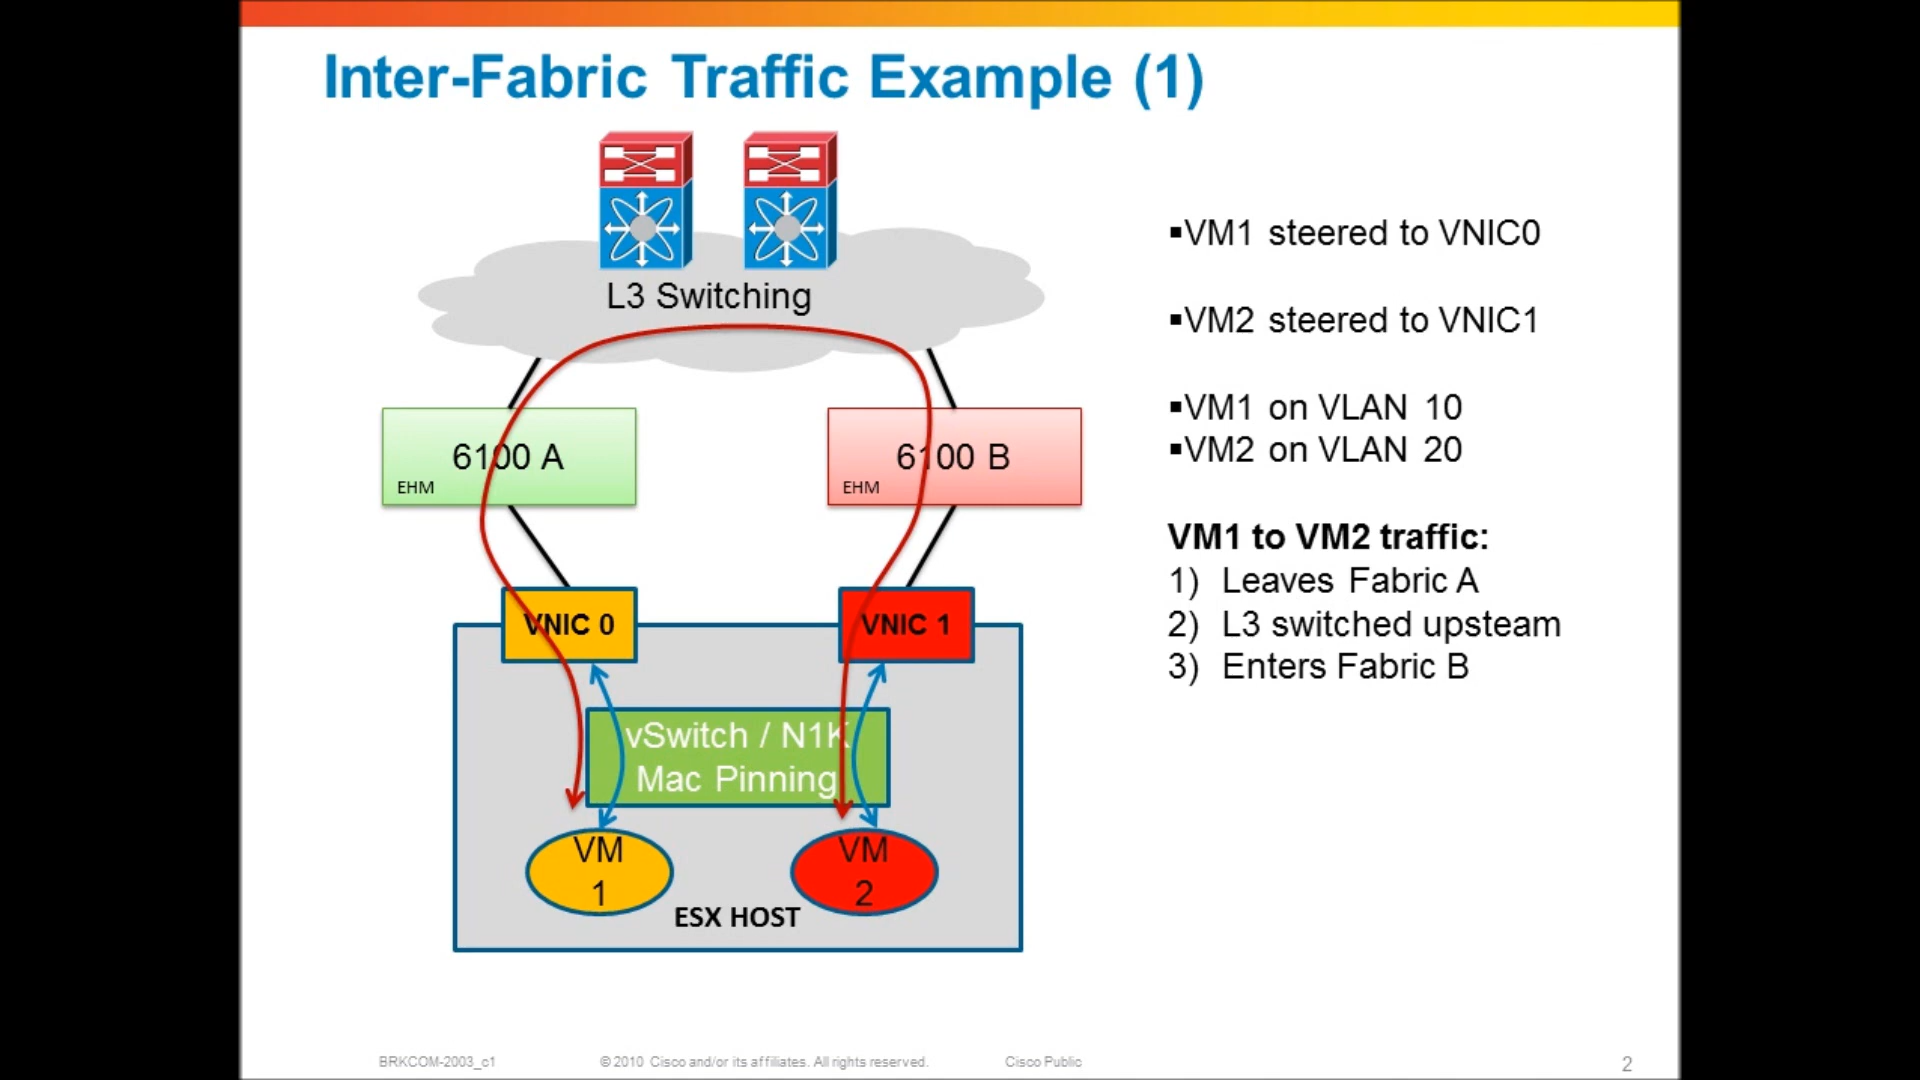 Inter-Fabric Traffic Example (1)
L3 Switching
6100 A
EHM
6100 B
EHM
VNIC 0
VNIC 1
vSwitch / N1K
Mac Pinning
VM
1
VM
2
ESX HOST
▪VM1 steered to VNIC0
▪VM2 steered to VNIC1
▪VM1 on VLAN 10
▪VM2 on VLAN 20
VM1 to VM2 traffic:
1) Leaves Fabric A
2) L3 switched upsteam
3) Enters Fabric B
BRKCOM-2003_c1
© 2010 Cisco and/or its affiliates. All rights reserved.
Cisco Public
2